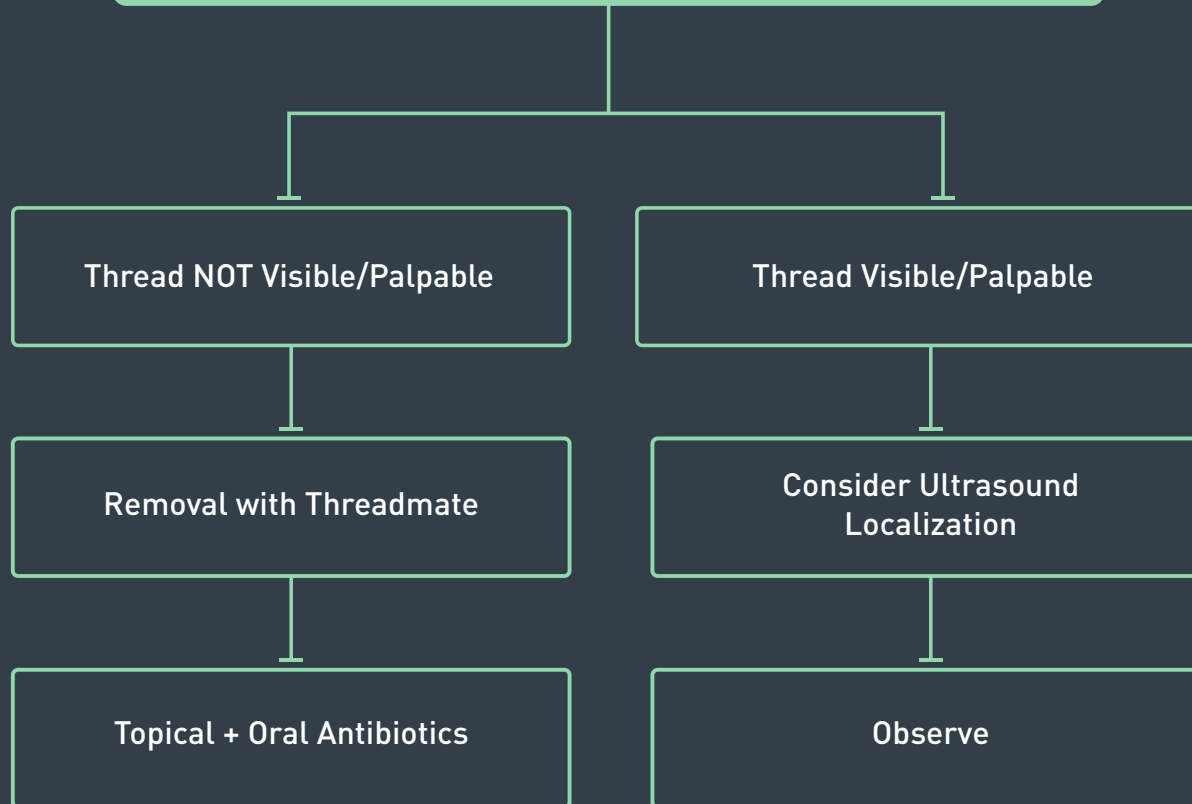 Thread NOT Visible/Palpable
Thread Visible/Palpable
Removal with Threadmate
Consider Ultrasound
Localization
Topical + Oral Antibiotics
Observe